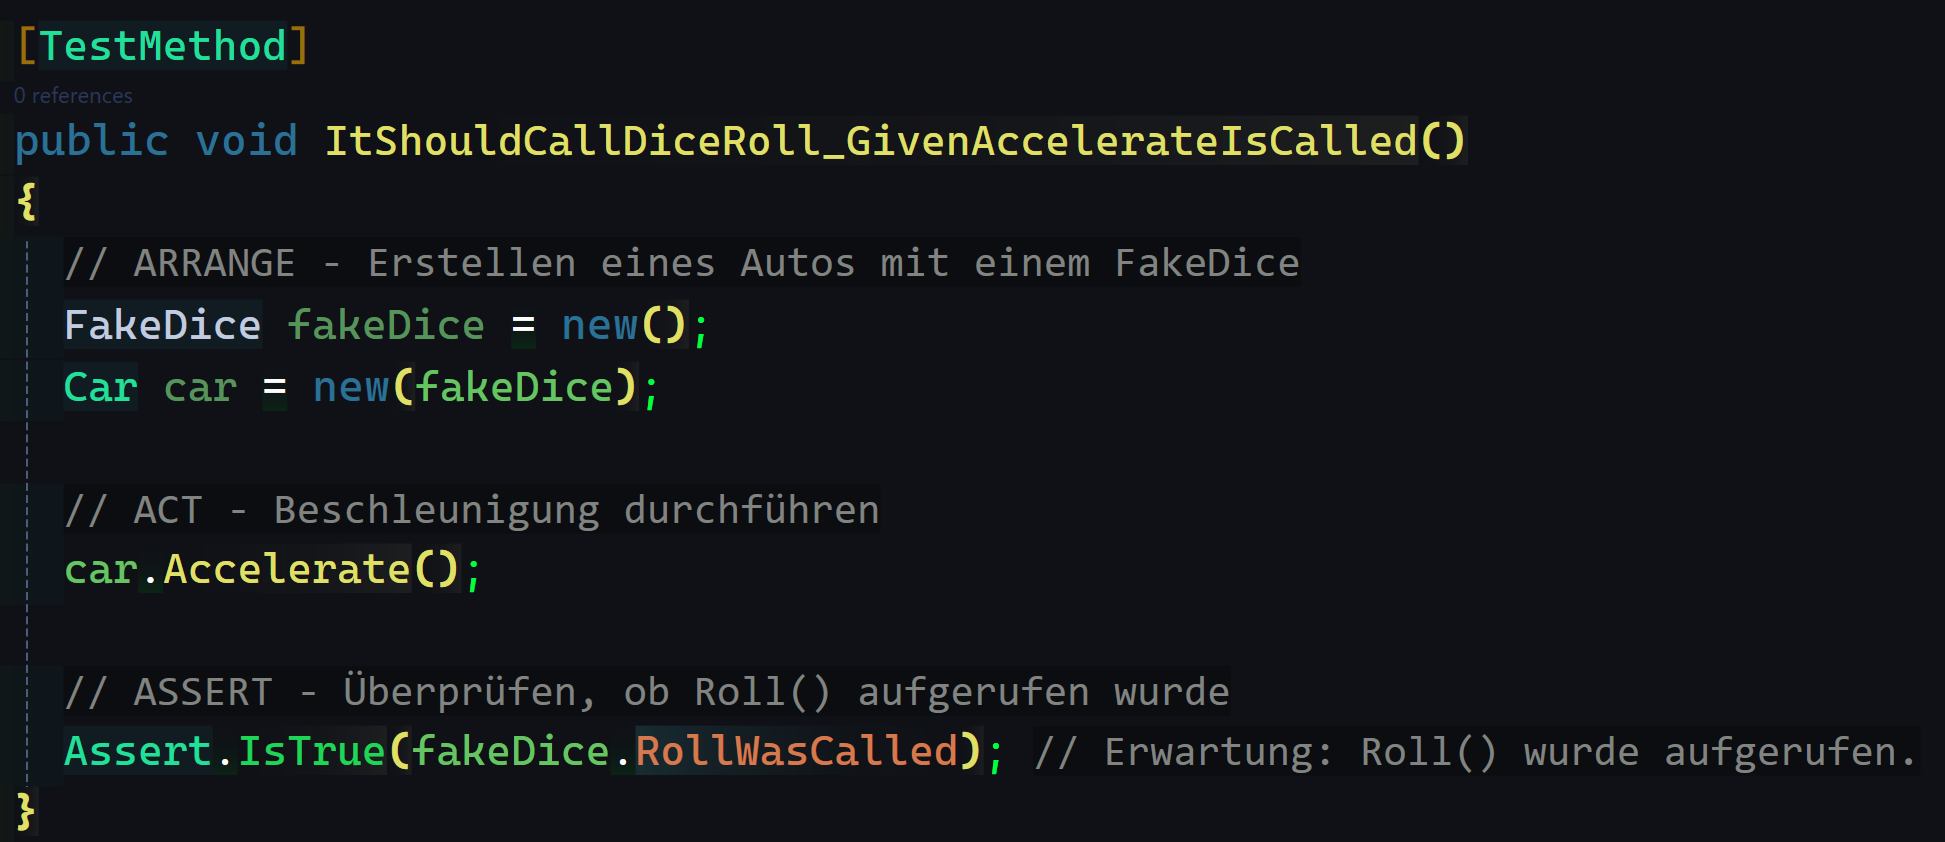 [TestMethod]
0 references
public void ItShouldCallDiceRoll_GivenAccelerateIsCalled()
{
// ARRANGE - Erstellen eines Autos mit einem FakeDice
FakeDice fakeDice = new();
Car car = new(fakeDice);
// ACT - Beschleunigung durchführen
car.Accelerate();
// ASSERT - Überprüfen, ob Roll() aufgerufen wurde
Assert.IsTrue(fakeDice.RollWasCalled); // Erwartung: Roll() wurde aufgerufen.
}